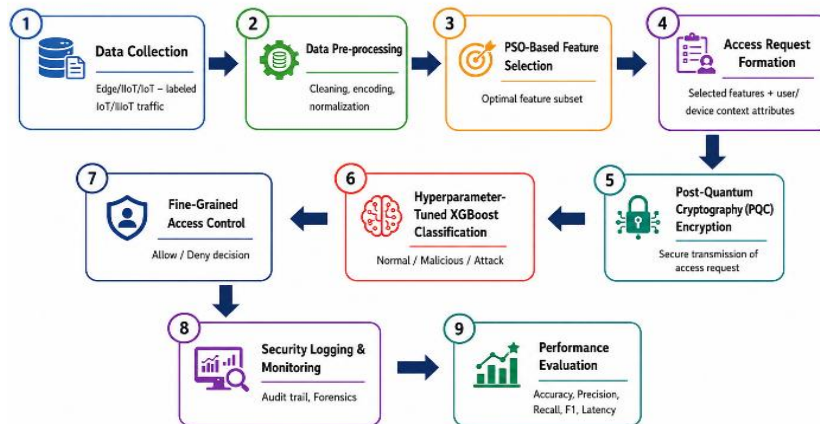 1
Data Collection
Edge/IIoT/IoT – labeled
IoT/IIoT traffic
2
Data Pre-processing
Cleaning, encoding,
normalization
3
PSO-Based Feature
Selection
Optimal feature subset
4
Access Request
Formation
Selected features + user/
device context attributes
5
Post-Quantum
Cryptography (PQC)
Encryption
Secure transmission of
access request
6
Hyperparameter-
Tuned XGBoost
Classification
Normal / Malicious / Attack
7
Fine-Grained
Access Control
Allow / Deny decision
8
Security Logging &
Monitoring
Audit trail, Forensics
9
Performance
Evaluation
Accuracy, Precision,
Recall, F1, Latency